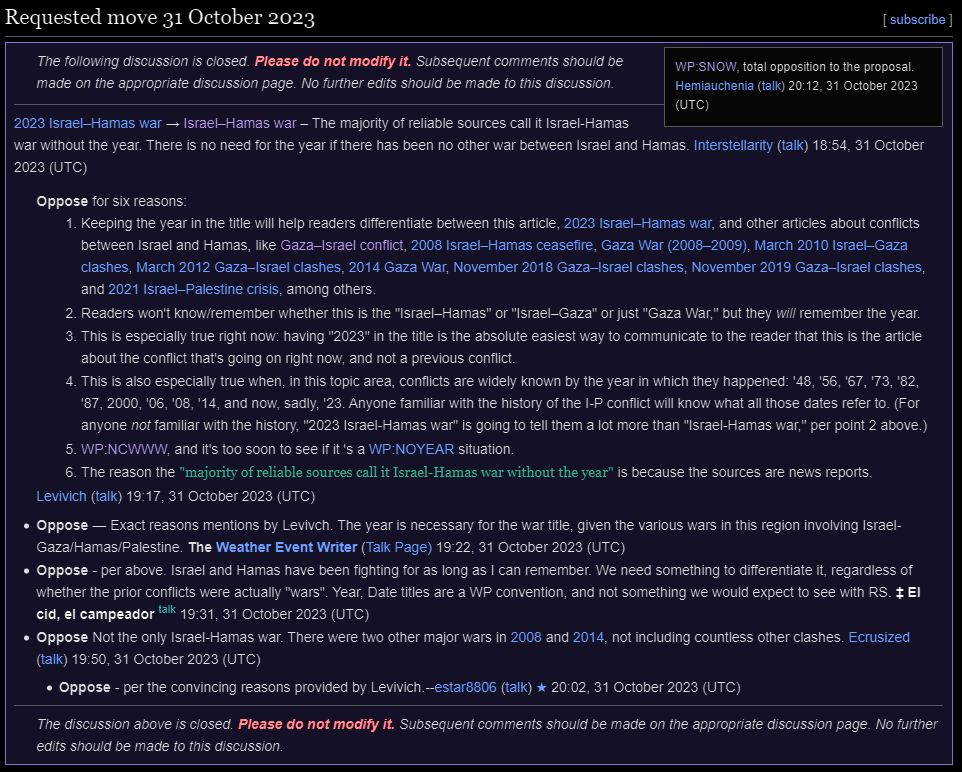 Requested move 31 October 2023
[ subscribe ]
The following discussion is closed. Please do not modify it. Subsequent comments should be
made on the appropriate discussion page. No further edits should be made to this discussion.
WP:SNOW, total opposition to the proposal.
Hemiauchenia (talk) 20:12, 31 October 2023
(UTC)
2023 Israel–Hamas war → Israel–Hamas war – The majority of reliable sources call it Israel-Hamas
war without the year. There is no need for the year if there has been no other war between Israel and Hamas. Interstellarity (talk) 18:54, 31 October
2023 (UTC)
Oppose for six reasons:
1. Keeping the year in the title will help readers differentiate between this article, 2023 Israel–Hamas war, and other articles about conflicts
between Israel and Hamas, like Gaza–Israel conflict, 2008 Israel–Hamas ceasefire, Gaza War (2008–2009), March 2010 Israel–Gaza
clashes, March 2012 Gaza–Israel clashes, 2014 Gaza War, November 2018 Gaza–Israel clashes, November 2019 Gaza–Israel clashes,
and 2021 Israel–Palestine crisis, among others.
2. Readers won't know/remember whether this is the "Israel–Hamas" or "Israel–Gaza" or just "Gaza War," but they will remember the year.
3. This is especially true right now: having "2023" in the title is the absolute easiest way to communicate to the reader that this is the article
about the conflict that's going on right now, and not a previous conflict.
4. This is also especially true when, in this topic area, conflicts are widely known by the year in which they happened: '48, '56, '67, '73, '82,
'87, 2000, '06, '08, '14, and now, sadly, '23. Anyone familiar with the history of the I-P conflict will know what all those dates refer to. (For
anyone not familiar with the history, "2023 Israel-Hamas war" is going to tell them a lot more than "Israel-Hamas war," per point 2 above.)
5. WP:NCWWW, and it's too soon to see if it 's a WP:NOYEAR situation.
6. The reason the "majority of reliable sources call it Israel-Hamas war without the year" is because the sources are news reports.
Levivich (talk) 19:17, 31 October 2023 (UTC)
• Oppose — Exact reasons mentions by Levivch. The year is necessary for the war title, given the various wars in this region involving Israel-
Gaza/Hamas/Palestine. The Weather Event Writer (Talk Page) 19:22, 31 October 2023 (UTC)
• Oppose - per above. Israel and Hamas have been fighting for as long as I can remember. We need something to differentiate it, regardless of
whether the prior conflicts were actually "wars". Year, Date titles are a WP convention, and not something we would expect to see with RS. ‡ El
cid, el campeador talk 19:31, 31 October 2023 (UTC)
• Oppose Not the only Israel-Hamas war. There were two other major wars in 2008 and 2014, not including countless other clashes. Ecrusized
(talk) 19:50, 31 October 2023 (UTC)
• Oppose - per the convincing reasons provided by Levivich.--estar8806 (talk) ★ 20:02, 31 October 2023 (UTC)
The discussion above is closed. Please do not modify it. Subsequent comments should be made on the appropriate discussion page. No further
edits should be made to this discussion.